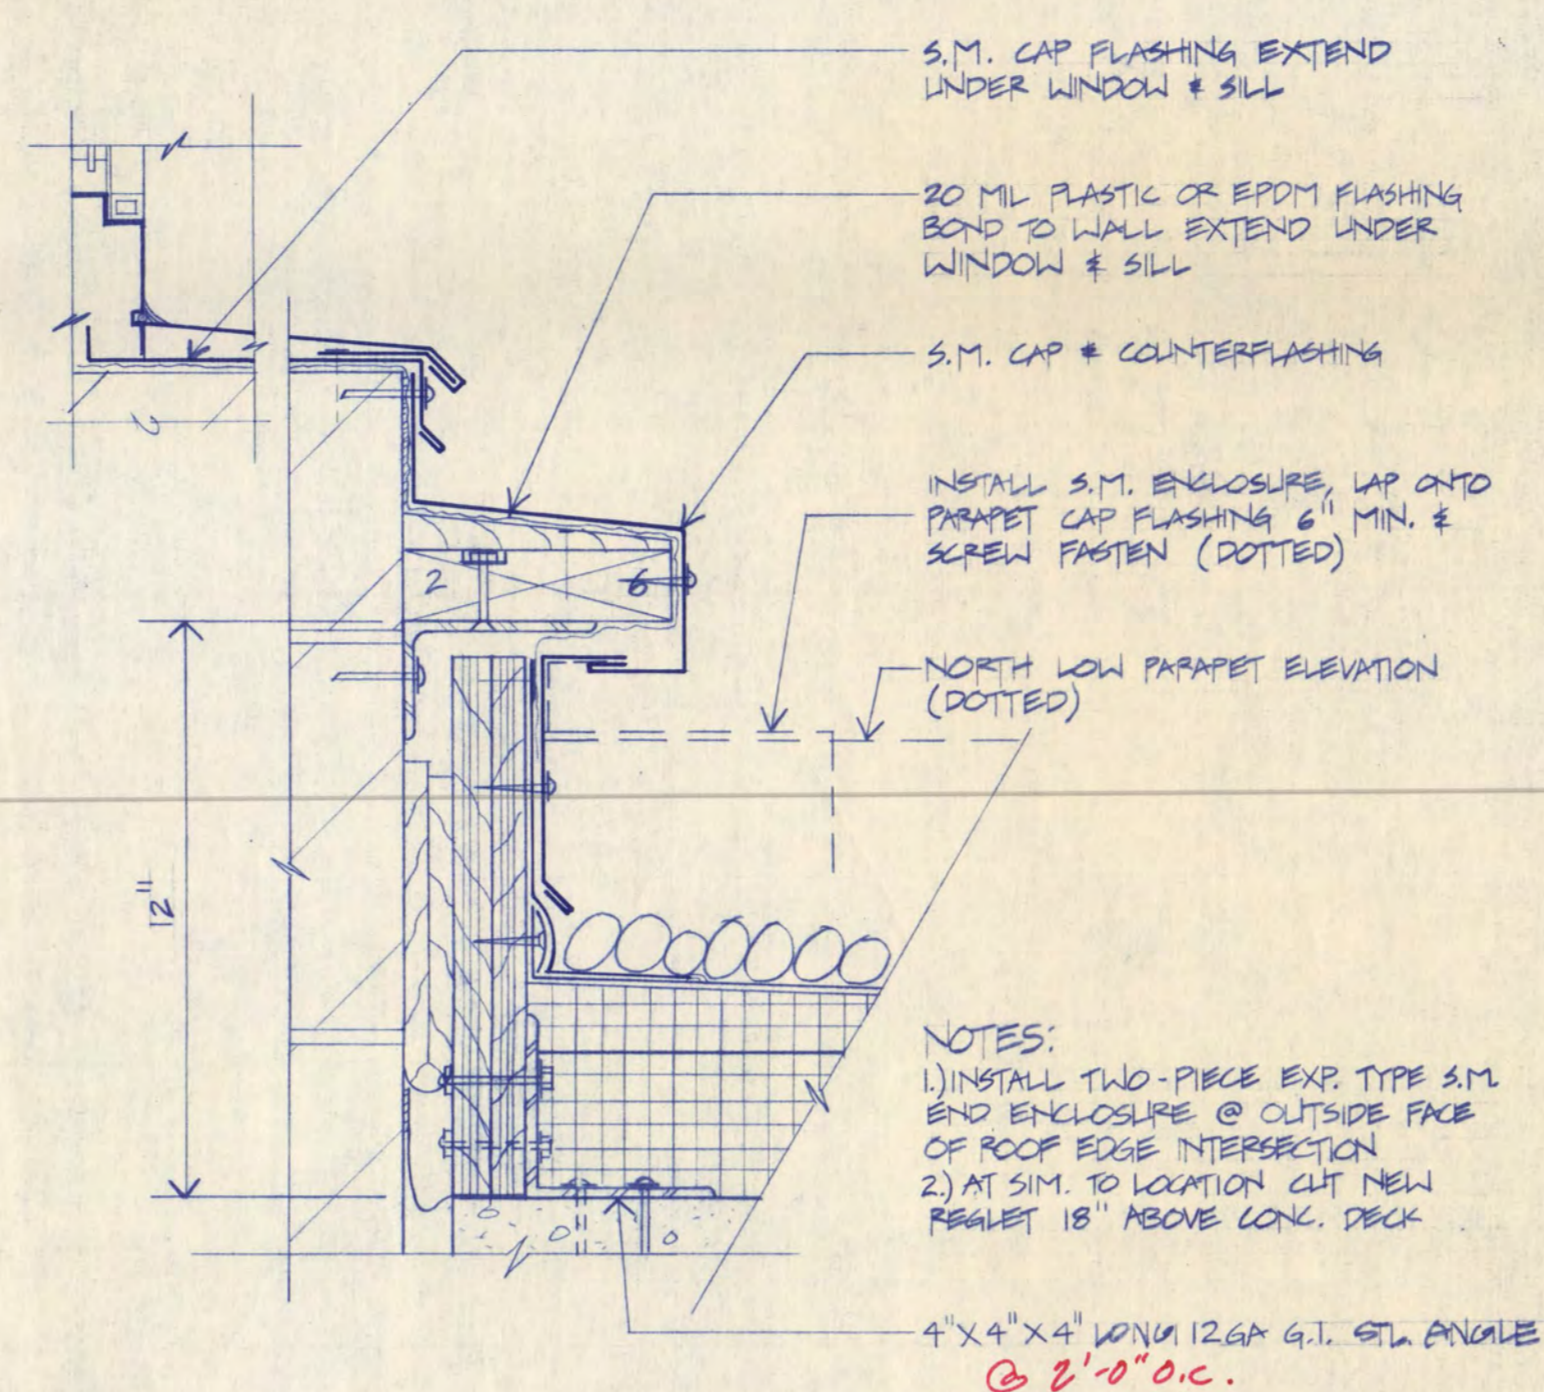 S.M. CAP FLASHING EXTEND
UNDER WINDOW & SILL
20 MIL PLASTIC OR EPDM FLASHING
BOND TO WALL EXTEND UNDER
WINDOW & SILL
S.M. CAP & COUNTERFLASHING
INSTALL S.M. ENCLOSURE, LAP ONTO
PARAPET CAP FLASHING 6" MIN. &
SCREW FASTEN (DOTTED)
2 6
NORTH LOW PARAPET ELEVATION
(DOTTED)
12"
NOTES:
1.) INSTALL TWO-PIECE EXP. TYPE S.M.
END ENCLOSURE @ OUTSIDE FACE
OF ROOF EDGE INTERSECTION
2.) AT SIM. TO LOCATION CUT NEW
REGLET 18" ABOVE CONC. DECK
4"X4"X4" LONG 12GA G.I. STL. ANGLE
@ 2'-0" O.C.